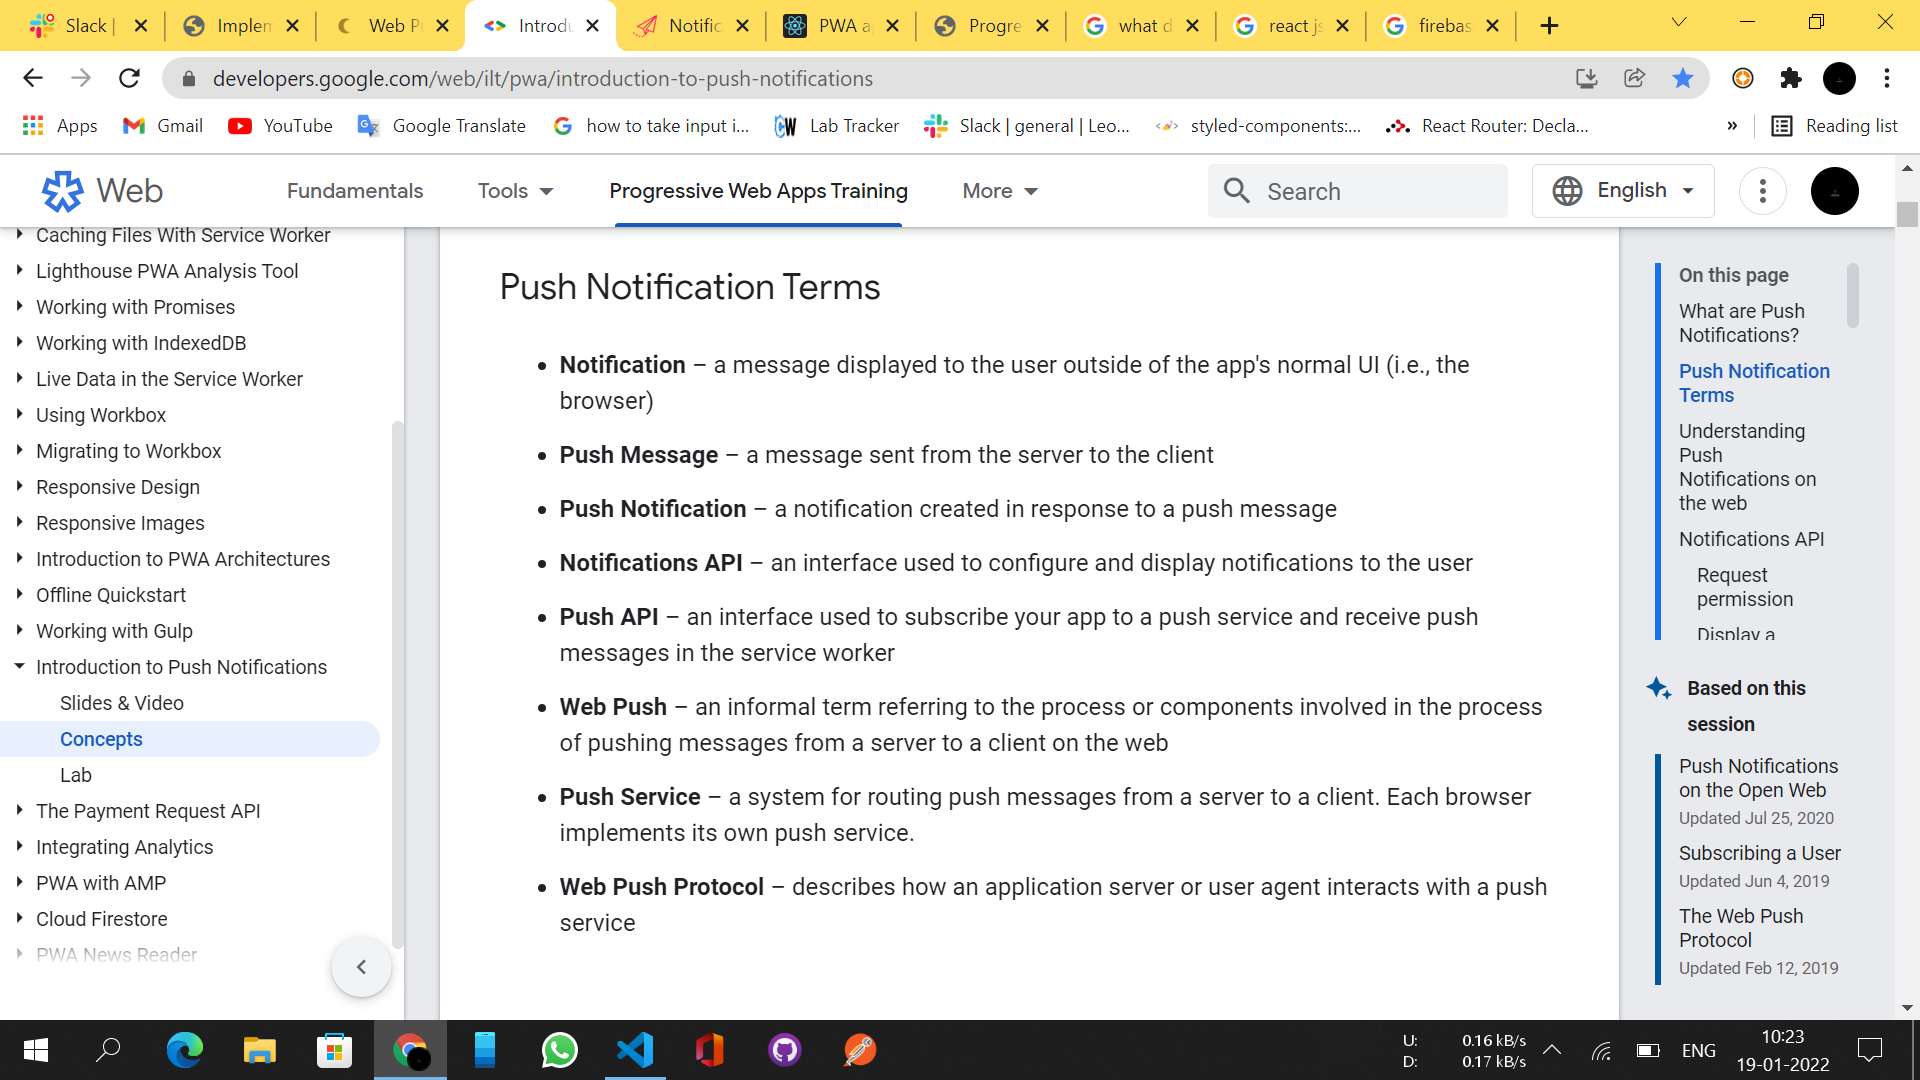 Slack |
Implem
Web Pu
Introdu
Notific
PWA ap
Progre
what d
react js
firebas
developers.google.com/web/ilt/pwa/introduction-to-push-notifications
Apps
Gmail
YouTube
Google Translate
how to take input i...
Lab Tracker
Slack | general | Leo...
styled-components:...
React Router: Decla...
»
Reading list
Web
Fundamentals
Tools
Progressive Web Apps Training
More
Search
English
Caching Files With Service Worker
Lighthouse PWA Analysis Tool
Working with Promises
Working with IndexedDB
Live Data in the Service Worker
Using Workbox
Migrating to Workbox
Responsive Design
Responsive Images
Introduction to PWA Architectures
Offline Quickstart
Working with Gulp
Introduction to Push Notifications
Slides & Video
Concepts
Lab
The Payment Request API
Integrating Analytics
PWA with AMP
Cloud Firestore
PWA News Reader
Push Notification Terms
• Notification – a message displayed to the user outside of the app's normal UI (i.e., the
browser)
• Push Message – a message sent from the server to the client
• Push Notification – a notification created in response to a push message
• Notifications API – an interface used to configure and display notifications to the user
• Push API – an interface used to subscribe your app to a push service and receive push
messages in the service worker
• Web Push – an informal term referring to the process or components involved in the process
of pushing messages from a server to a client on the web
• Push Service – a system for routing push messages from a server to a client. Each browser
implements its own push service.
• Web Push Protocol – describes how an application server or user agent interacts with a push
service
On this page
What are Push
Notifications?
Push Notification
Terms
Understanding
Push
Notifications on
the web
Notifications API
Request
permission
Display a
Based on this
session
Push Notifications
on the Open Web
Updated Jul 25, 2020
Subscribing a User
Updated Jun 4, 2019
The Web Push
Protocol
Updated Feb 12, 2019
U: 0.16 kB/s
D: 0.17 kB/s
ENG
10:23
19-01-2022